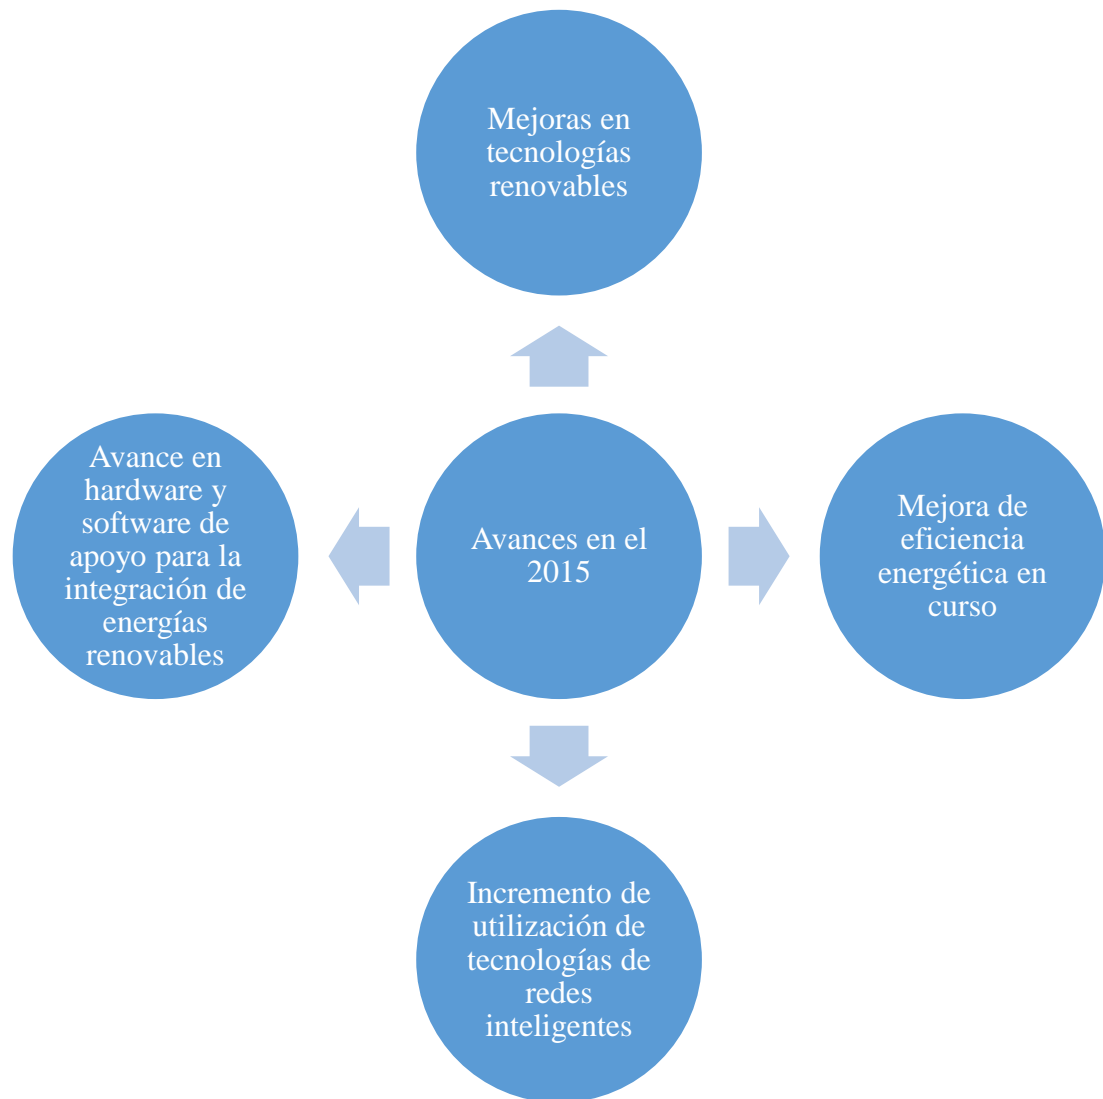 Mejoras en
tecnologías
renovables
Avance en
hardware y
software de
apoyo para la
integración de
energías
renovables
Avances en el
2015
Mejora de
eficiencia
energética en
curso
Incremento de
utilización de
tecnologías de
redes
inteligentes